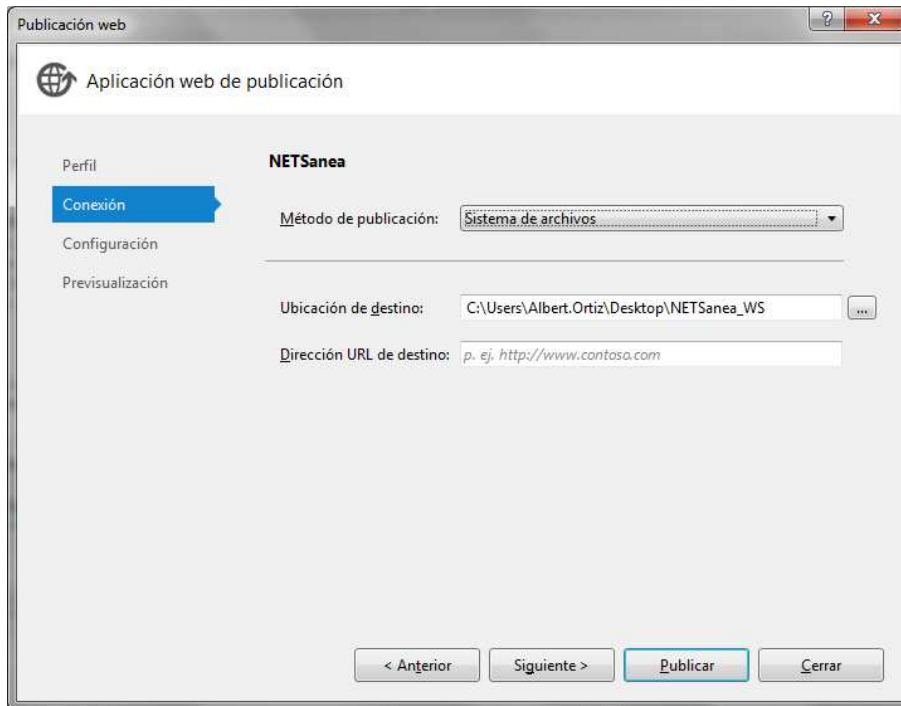 Publicación web
?
Aplicación web de publicación
Perfil
Conexión
Configuración
Previsualización
NETSanea
Método de publicación: Sistema de archivos
Ubicación de destino: C:\Users\Albert.Ortiz\Desktop\NETSanea_WS ...
Dirección URL de destino: p. ej. http://www.contoso.com
< Anterior Siguiente > Publicar Cerrar